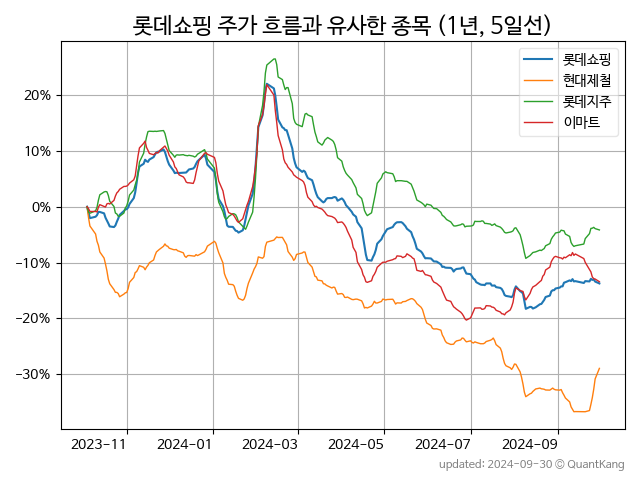 롯데쇼핑 주가 흐름과 유사한 종목 (1년, 5일선)
롯데쇼핑
현대제철
롯데지주
이마트
20%
10%
0%
−10%
−20%
−30%
2023-11
2024-01
2024-03
2024-05
2024-07
2024-09
updated: 2024-09-30 © QuantKang